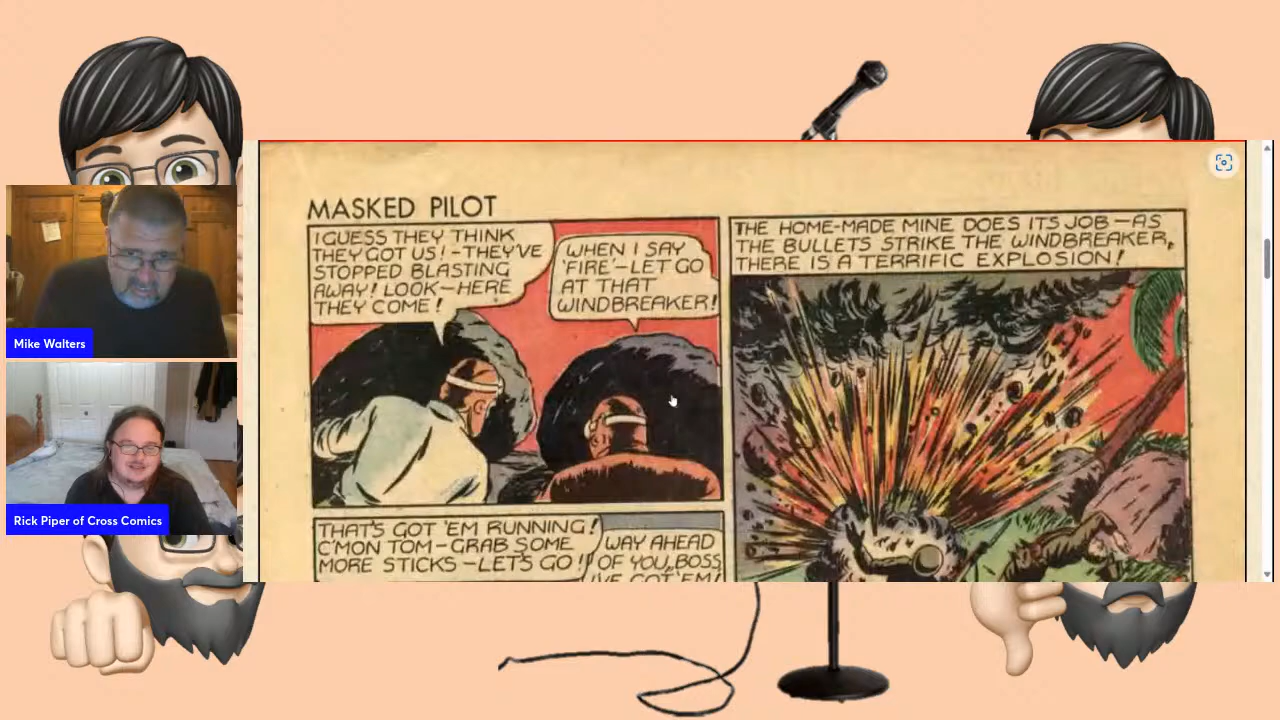 MASKED PILOT
I GUESS THEY THINK
THEY GOT US! - THEY'VE
STOPPED BLASTING
AWAY! LOOK - HERE
THEY COME!
WHEN I SAY
'FIRE' - LET GO
AT THAT
WINDBREAKER!
THE HOME-MADE MINE DOES ITS JOB - AS
THE BULLETS STRIKE THE WINDBREAKER,
THERE IS A TERRIFIC EXPLOSION!
THAT'S GOT 'EM RUNNING!
C'MON TOM - GRAB SOME
MORE STICKS - LET'S GO!
WAY AHEAD
OF YOU, BOSS
I'VE GOT 'EM!
Mike Walters
Rick Piper of Cross Comics